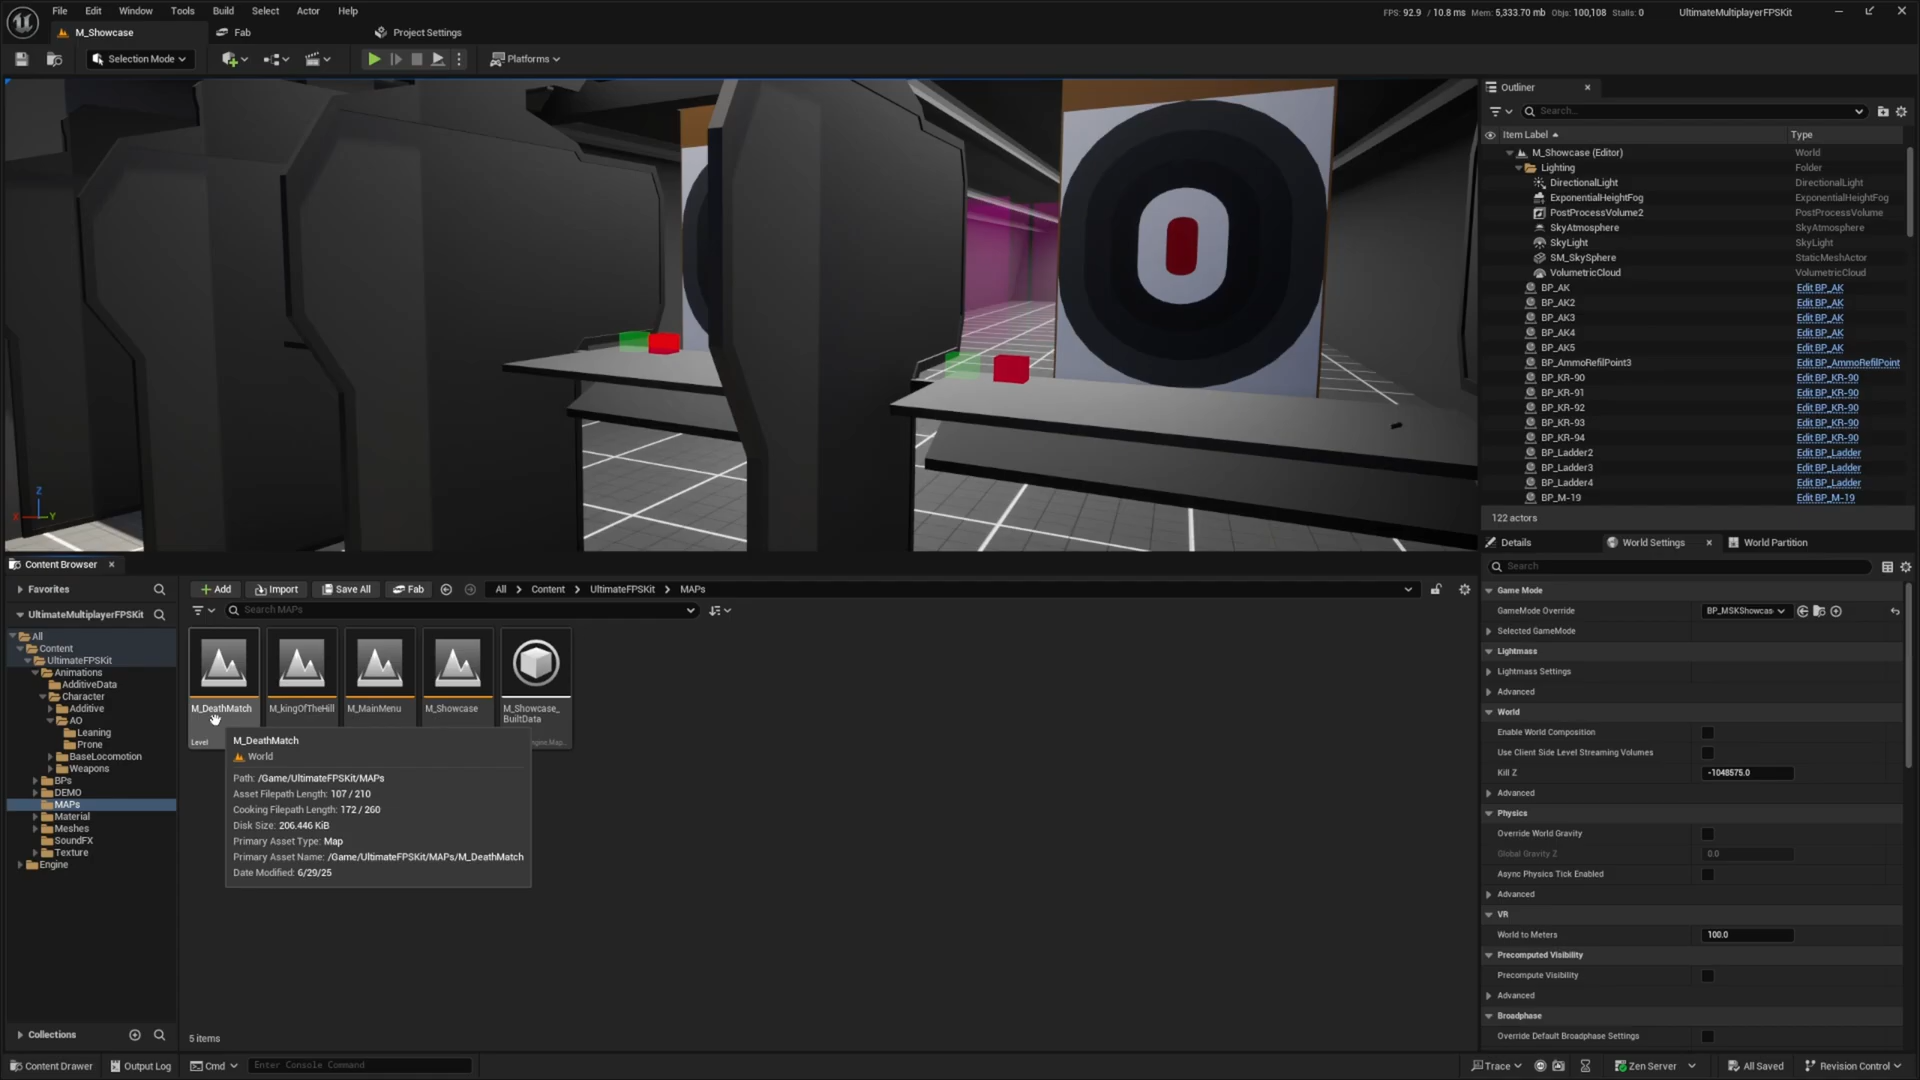 File Edit Window Tools Build Select Actor Help
FPS: 92.9 / 10.8 ms Mem: 5,333.70 mb Objs: 100,108 Stalls: 0 UltimateMultiplayerFPSKit
M_Showcase Fab Project Settings
Selection Mode Platforms
Outliner
Search...
Item Label Type
M_Showcase (Editor) World
Lighting Folder
DirectionalLight DirectionalLight
ExponentialHeightFog ExponentialHeightFog
PostProcessVolume2 PostProcessVolume
SkyAtmosphere SkyAtmosphere
SkyLight SkyLight
SM_SkySphere StaticMeshActor
VolumetricCloud VolumetricCloud
BP_AK Edit BP_AK
BP_AK2 Edit BP_AK
BP_AK3 Edit BP_AK
BP_AK4 Edit BP_AK
BP_AK5 Edit BP_AK
BP_AmmoRefilPoint3 Edit BP_AmmoRefilPoint
BP_KR-90 Edit BP_KR-90
BP_KR-91 Edit BP_KR-90
BP_KR-92 Edit BP_KR-90
BP_KR-93 Edit BP_KR-90
BP_KR-94 Edit BP_KR-90
BP_Ladder2 Edit BP_Ladder
BP_Ladder3 Edit BP_Ladder
BP_Ladder4 Edit BP_Ladder
BP_M-19 Edit BP_M-19
122 actors
Z
X Y
Details World Settings World Partition
Search
Game Mode
GameMode Override BP_MSKShowcas
Selected GameMode
Lightmass
Lightmass Settings
Advanced
World
Enable World Composition
Use Client Side Level Streaming Volumes
Kill Z -1048575.0
Advanced
Physics
Override World Gravity
Global Gravity Z 0.0
Async Physics Tick Enabled
Advanced
VR
World to Meters 100.0
Precomputed Visibility
Precompute Visibility
Advanced
Broadphase
Override Default Broadphase Settings
Content Browser
Favorites
UltimateMultiplayerFPSKit
All
Content
UltimateFPSKit
Animations
AdditiveData
Character
Additive
AO
Leaning
Prone
BaseLocomotion
Weapons
BPs
DEMO
MAPs
Material
Meshes
SoundFX
Texture
Engine
Collections
Add Import Save All Fab All Content UltimateFPSKit MAPs
Search MAPs
M_DeathMatch M_kingOfTheHill M_MainMenu M_Showcase M_Showcase_
BuiltData
Level
M_DeathMatch
World
Path: /Game/UltimateFPSKit/MAPs
Asset Filepath Length: 107 / 210
Cooking Filepath Length: 172 / 260
Disk Size: 206.446 KiB
Primary Asset Type: Map
Primary Asset Name: /Game/UltimateFPSKit/MAPs/M_DeathMatch
Date Modified: 6/29/25
5 items
Content Drawer Output Log Cmd Enter Console Command
Trace Zen Server All Saved Revision Control